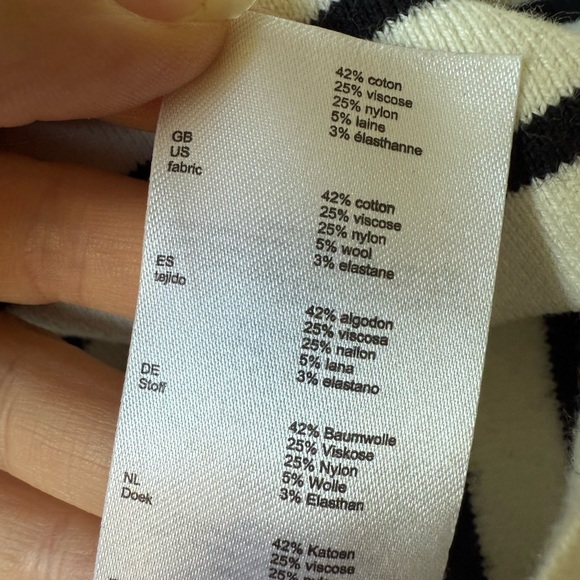 42% coton
25% viscose
25% nylon
5% laine
3% élasthanne
GB
US
fabric
42% cotton
25% viscose
25% nylon
5% wool
3% elastane
ES
tejido
42% algodon
25% viscosa
25% nailon
5% lana
3% elastano
DE
Stoff
42% Baumwolle
25% Viskose
25% Nylon
5% Wolle
3% Elasthan
NL
Doek
42% Katoen
25% viscose
25%